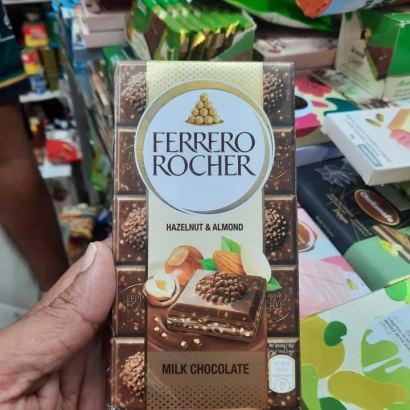 FERRERO
ROCHER
HAZELNUT & ALMOND
MILK CHOCOLATE